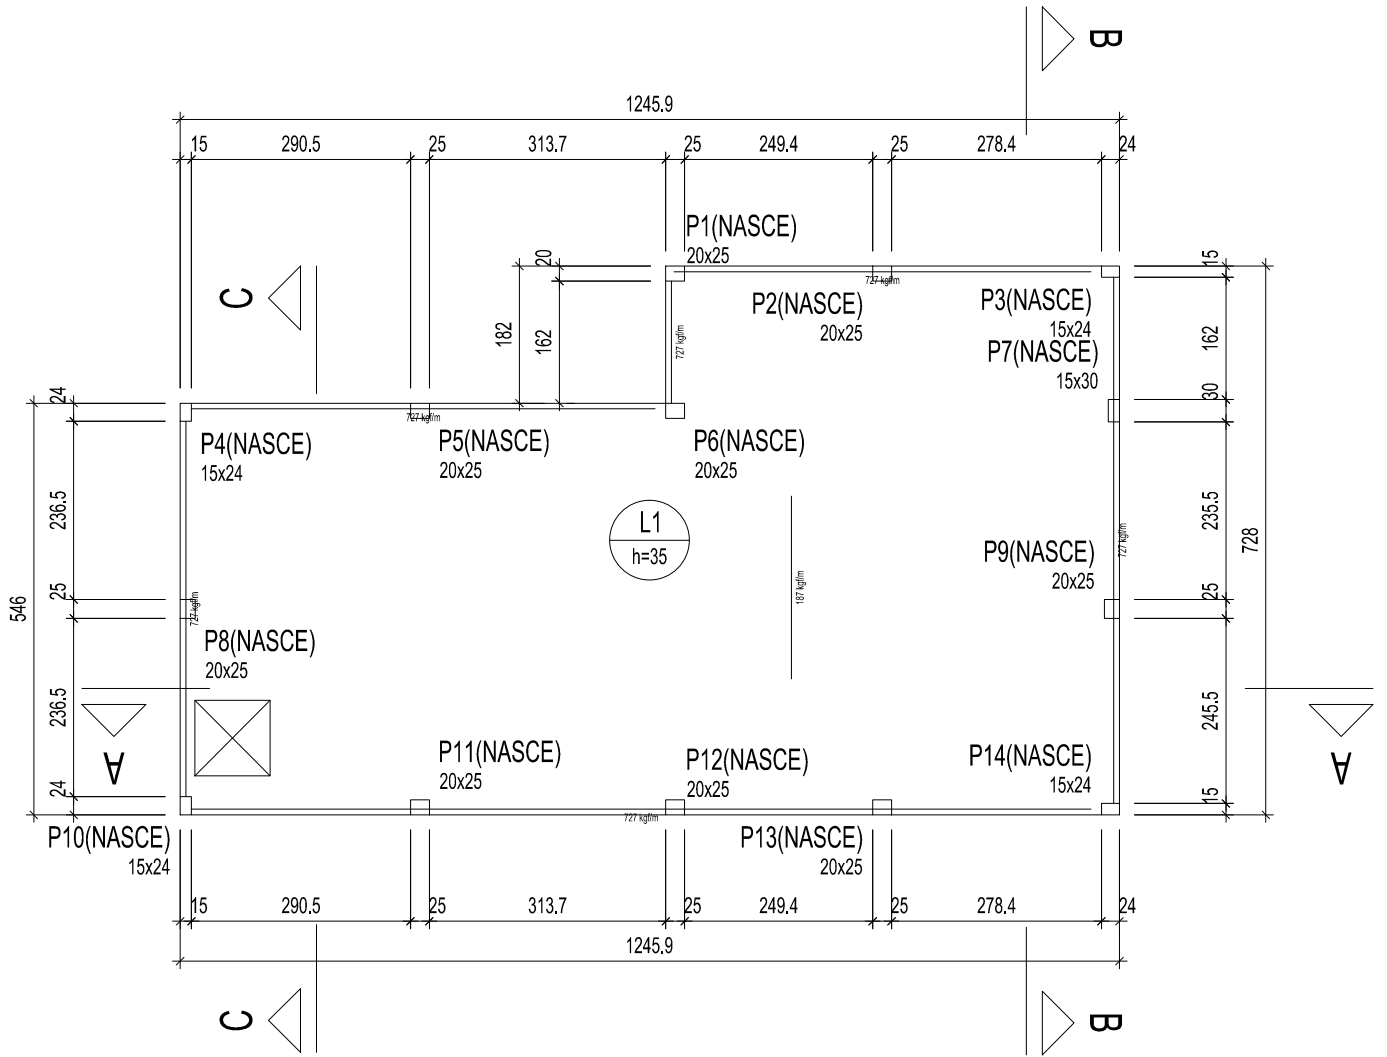 B
1245.9
15
290.5
25
313.7
25
249.4
25
278.4
24
P1(NASCE)
20x25
C
20
182
162
727 kgf/m
727 kgf/m
P2(NASCE)
20x25
P3(NASCE)
15x24
P7(NASCE)
15x30
15
162
30
235.5
25
245.5
15
728
24
236.5
25
236.5
24
546
727 kgf/m
P4(NASCE)
15x24
P5(NASCE)
20x25
P6(NASCE)
20x25
L1
h=35
187 kgf/m
P9(NASCE)
20x25
727 kgf/m
727 kgf/m
P8(NASCE)
20x25
A
A
P11(NASCE)
20x25
P12(NASCE)
20x25
P14(NASCE)
15x24
727 kgf/m
P10(NASCE)
15x24
P13(NASCE)
20x25
15
290.5
25
313.7
25
249.4
25
278.4
24
1245.9
C
B